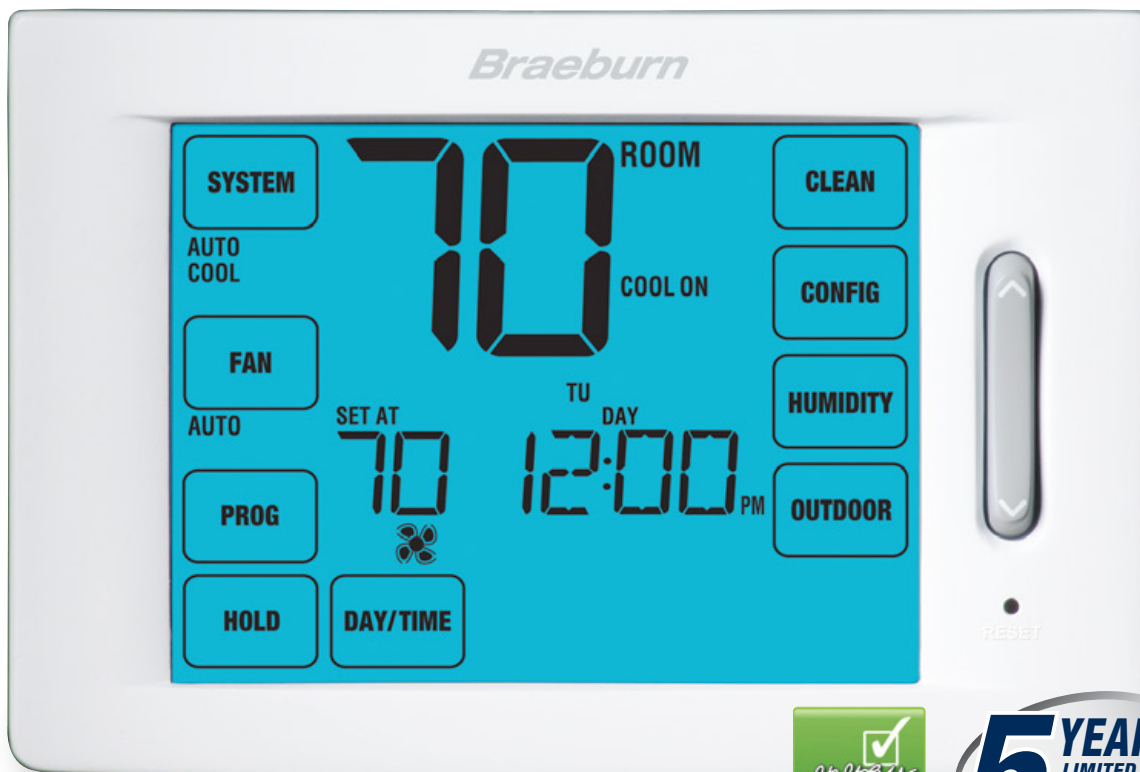 Braeburn
SYSTEM
AUTO
COOL
70 ROOM
COOL ON
FAN
AUTO
SET AT
70
TU
DAY
12:00 PM
PROG
HOLD
DAY/TIME
CLEAN
CONFIG
HUMIDITY
OUTDOOR
RESET
5 YEAR
LIMITED